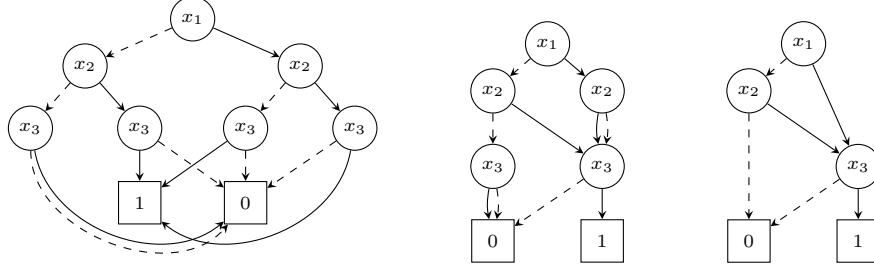 x₁
x₂ x₂
x₃ x₃ x₃ x₃
1 0
x₁
x₂ x₂
x₃ x₃
0 1
x₁
x₂
x₃
0 1